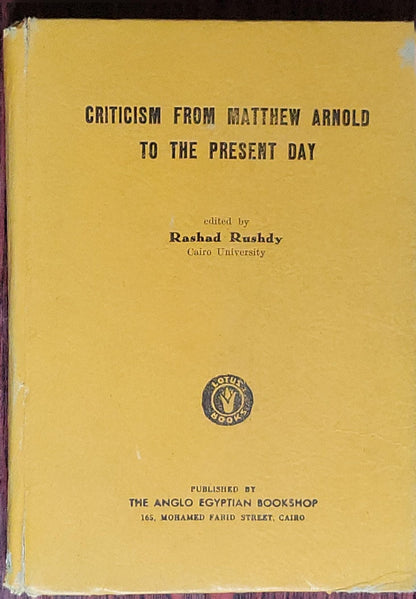 CRITICISM FROM MATTHEW ARNOLD
TO THE PRESENT DAY
edited by
Rashad Rushdy
Cairo University
LOTUS
BOOKS
PUBLISHED BY
THE ANGLO EGYPTIAN BOOKSHOP
165, MOHAMED FARID STREET, CAIRO